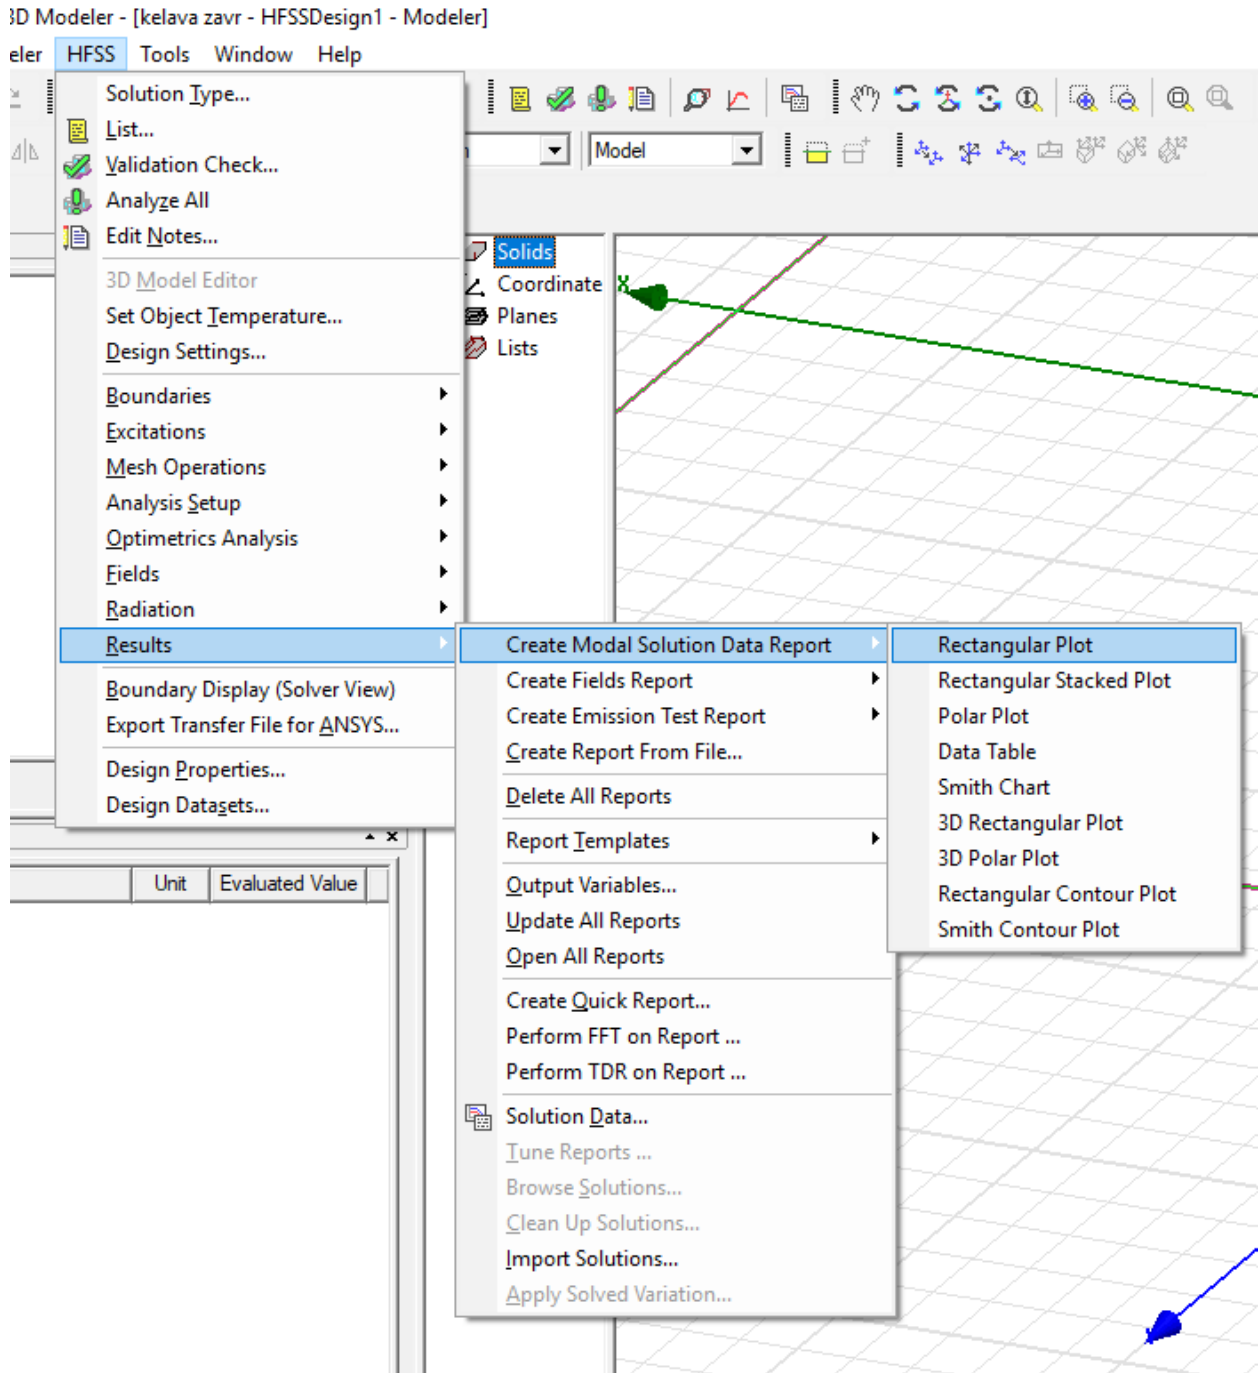 3D Modeler - [kelava zavr - HFSSDesign1 - Modeler]
eler HFSS Tools Window Help
Solution Type...
List...
Validation Check...
Analyze All
Edit Notes...
3D Model Editor
Set Object Temperature...
Design Settings...
Boundaries
Excitations
Mesh Operations
Analysis Setup
Optimetrics Analysis
Fields
Radiation
Results
Boundary Display (Solver View)
Export Transfer File for ANSYS...
Design Properties...
Design Datasets...
Model
Solids
Coordinate
Planes
Lists
X
Create Modal Solution Data Report
Create Fields Report
Create Emission Test Report
Create Report From File...
Delete All Reports
Report Templates
Output Variables...
Update All Reports
Open All Reports
Create Quick Report...
Perform FFT on Report ...
Perform TDR on Report ...
Solution Data...
Tune Reports ...
Browse Solutions...
Clean Up Solutions...
Import Solutions...
Apply Solved Variation...
Rectangular Plot
Rectangular Stacked Plot
Polar Plot
Data Table
Smith Chart
3D Rectangular Plot
3D Polar Plot
Rectangular Contour Plot
Smith Contour Plot
Unit Evaluated Value